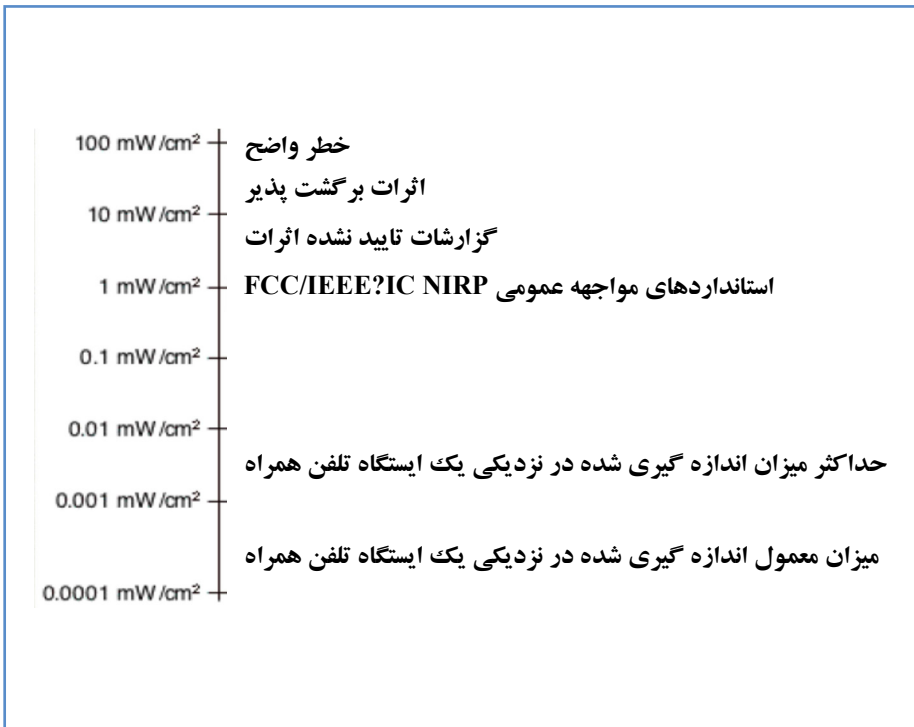 100 mW/cm² خطر واضح
اثرات برگشت پذیر
10 mW/cm²
گزارشات تایید نشده اثرات
1 mW/cm² استانداردهای مواجهه عمومی FCC/IEEE?IC NIRP
0.1 mW/cm²
0.01 mW/cm²
حداکثر میزان اندازه گیری شده در نزدیکی یک ایستگاه تلفن همراه
0.001 mW/cm²
میزان معمول اندازه گیری شده در نزدیکی یک ایستگاه تلفن همراه
0.0001 mW/cm²